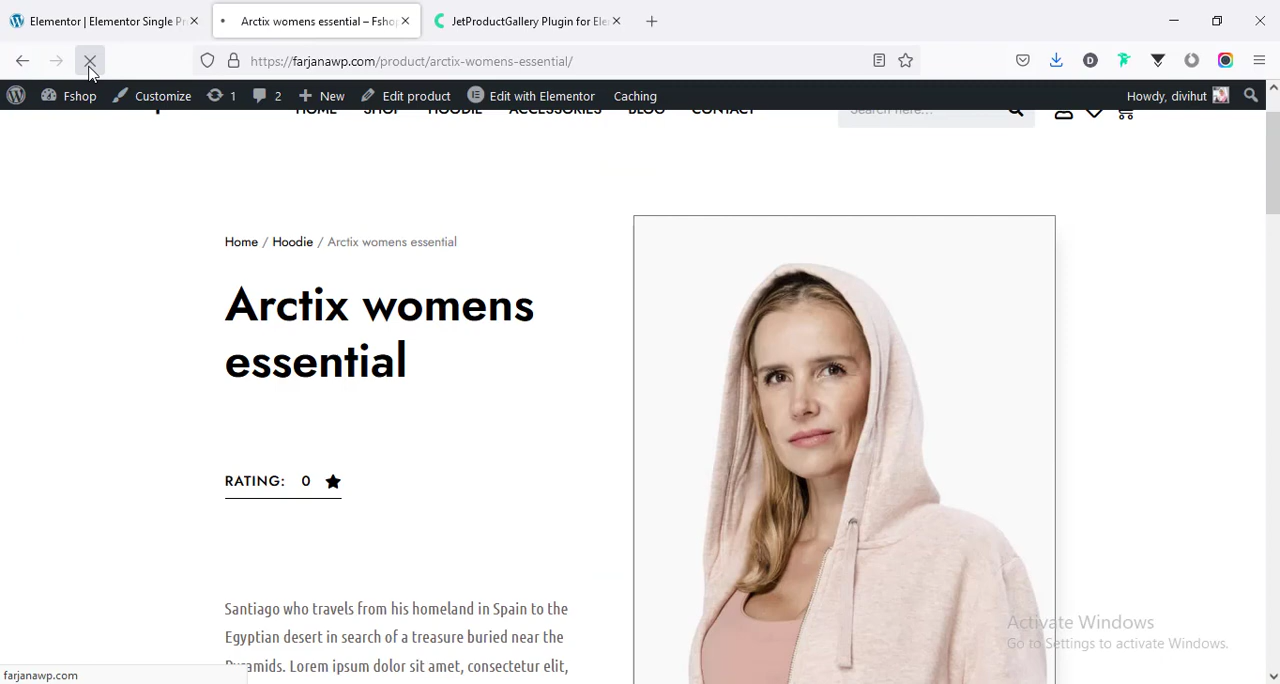 Elementor | Elementor Single Pr
Arctix womens essential – Fsho
JetProductGallery Plugin for Ele
https://farjanawp.com/product/arctix-womens-essential/
Fshop
Customize
1
2
New
Edit product
Edit with Elementor
Caching
Howdy, divihut
HOME
SHOP
HOODIE
ACCESSORIES
BLOG
CONTACT
Search here...
Home / Hoodie / Arctix womens essential
Arctix womens
essential
RATING: 0
Santiago who travels from his homeland in Spain to the
Egyptian desert in search of a treasure buried near the
Pyramids. Lorem ipsum dolor sit amet, consectetur elit,
Activate Windows
Go to Settings to activate Windows.
farjanawp.com